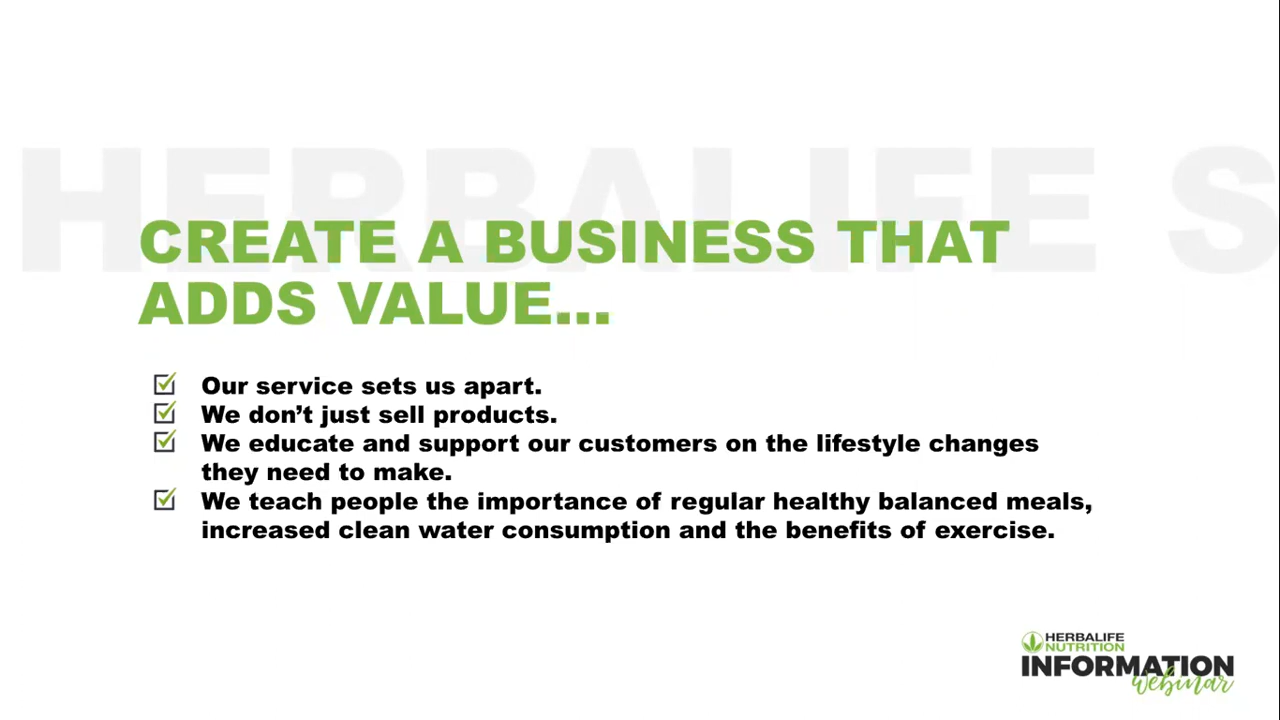 HERBALIFE S
CREATE A BUSINESS THAT
ADDS VALUE...
Our service sets us apart.
We don’t just sell products.
We educate and support our customers on the lifestyle changes
they need to make.
We teach people the importance of regular healthy balanced meals,
increased clean water consumption and the benefits of exercise.
HERBALIFE
NUTRITION
INFORMATION
webinar